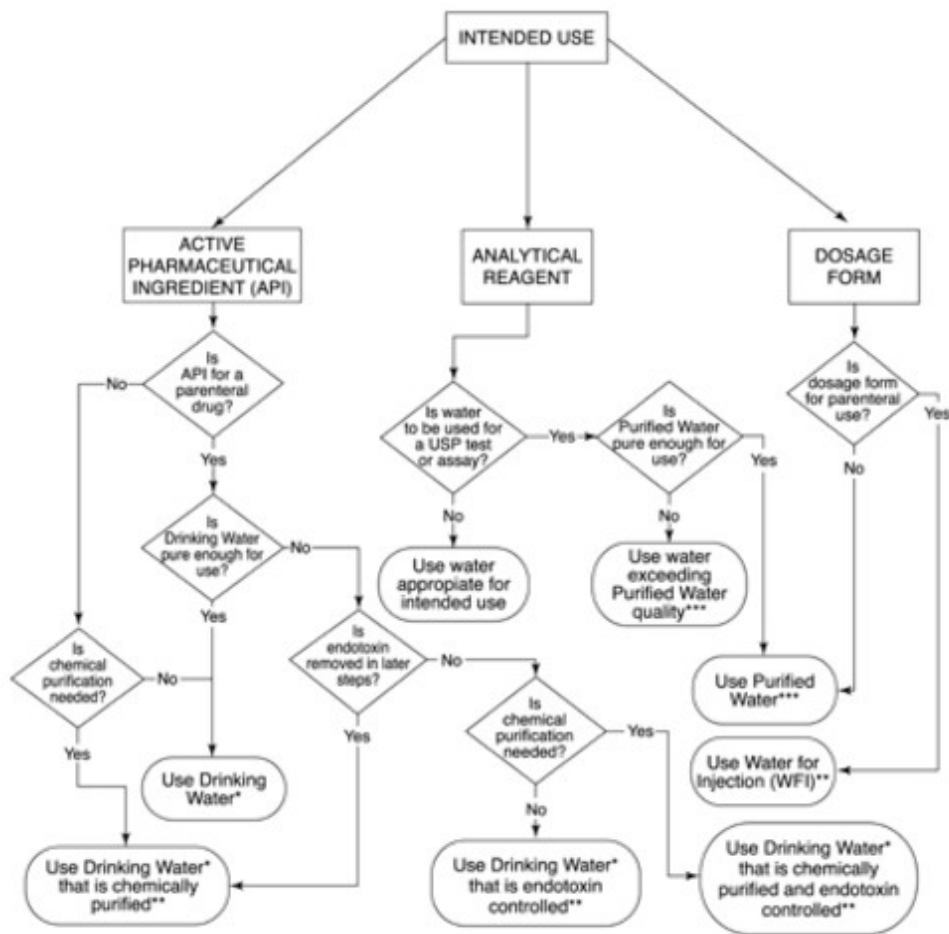 INTENDED USE
ACTIVE
PHARMACEUTICAL
INGREDIENT (API)
ANALYTICAL
REAGENT
DOSAGE
FORM
Is
API for a
parenteral
drug?
No
Yes
Is water
to be used for
a USP test
or assay?
Yes
No
Is
Purified Water
pure enough for
use?
Yes
No
Is
dosage form
for parenteral
use?
Yes
No
Is
Drinking Water
pure enough for
use?
No
Yes
Use water
appropiate for
intended use
Use water
exceeding
Purified Water
quality***
Is
chemical
purification
needed?
No
Yes
Is
endotoxin
removed in later
steps?
No
Yes
Is
chemical
purification
needed?
Yes
No
Use Purified
Water***
Use Drinking
Water*
Use Water for
Injection (WFI)**
Use Drinking Water*
that is chemically
purified**
Use Drinking Water*
that is endotoxin
controlled**
Use Drinking Water*
that is chemically
purified and endotoxin
controlled**